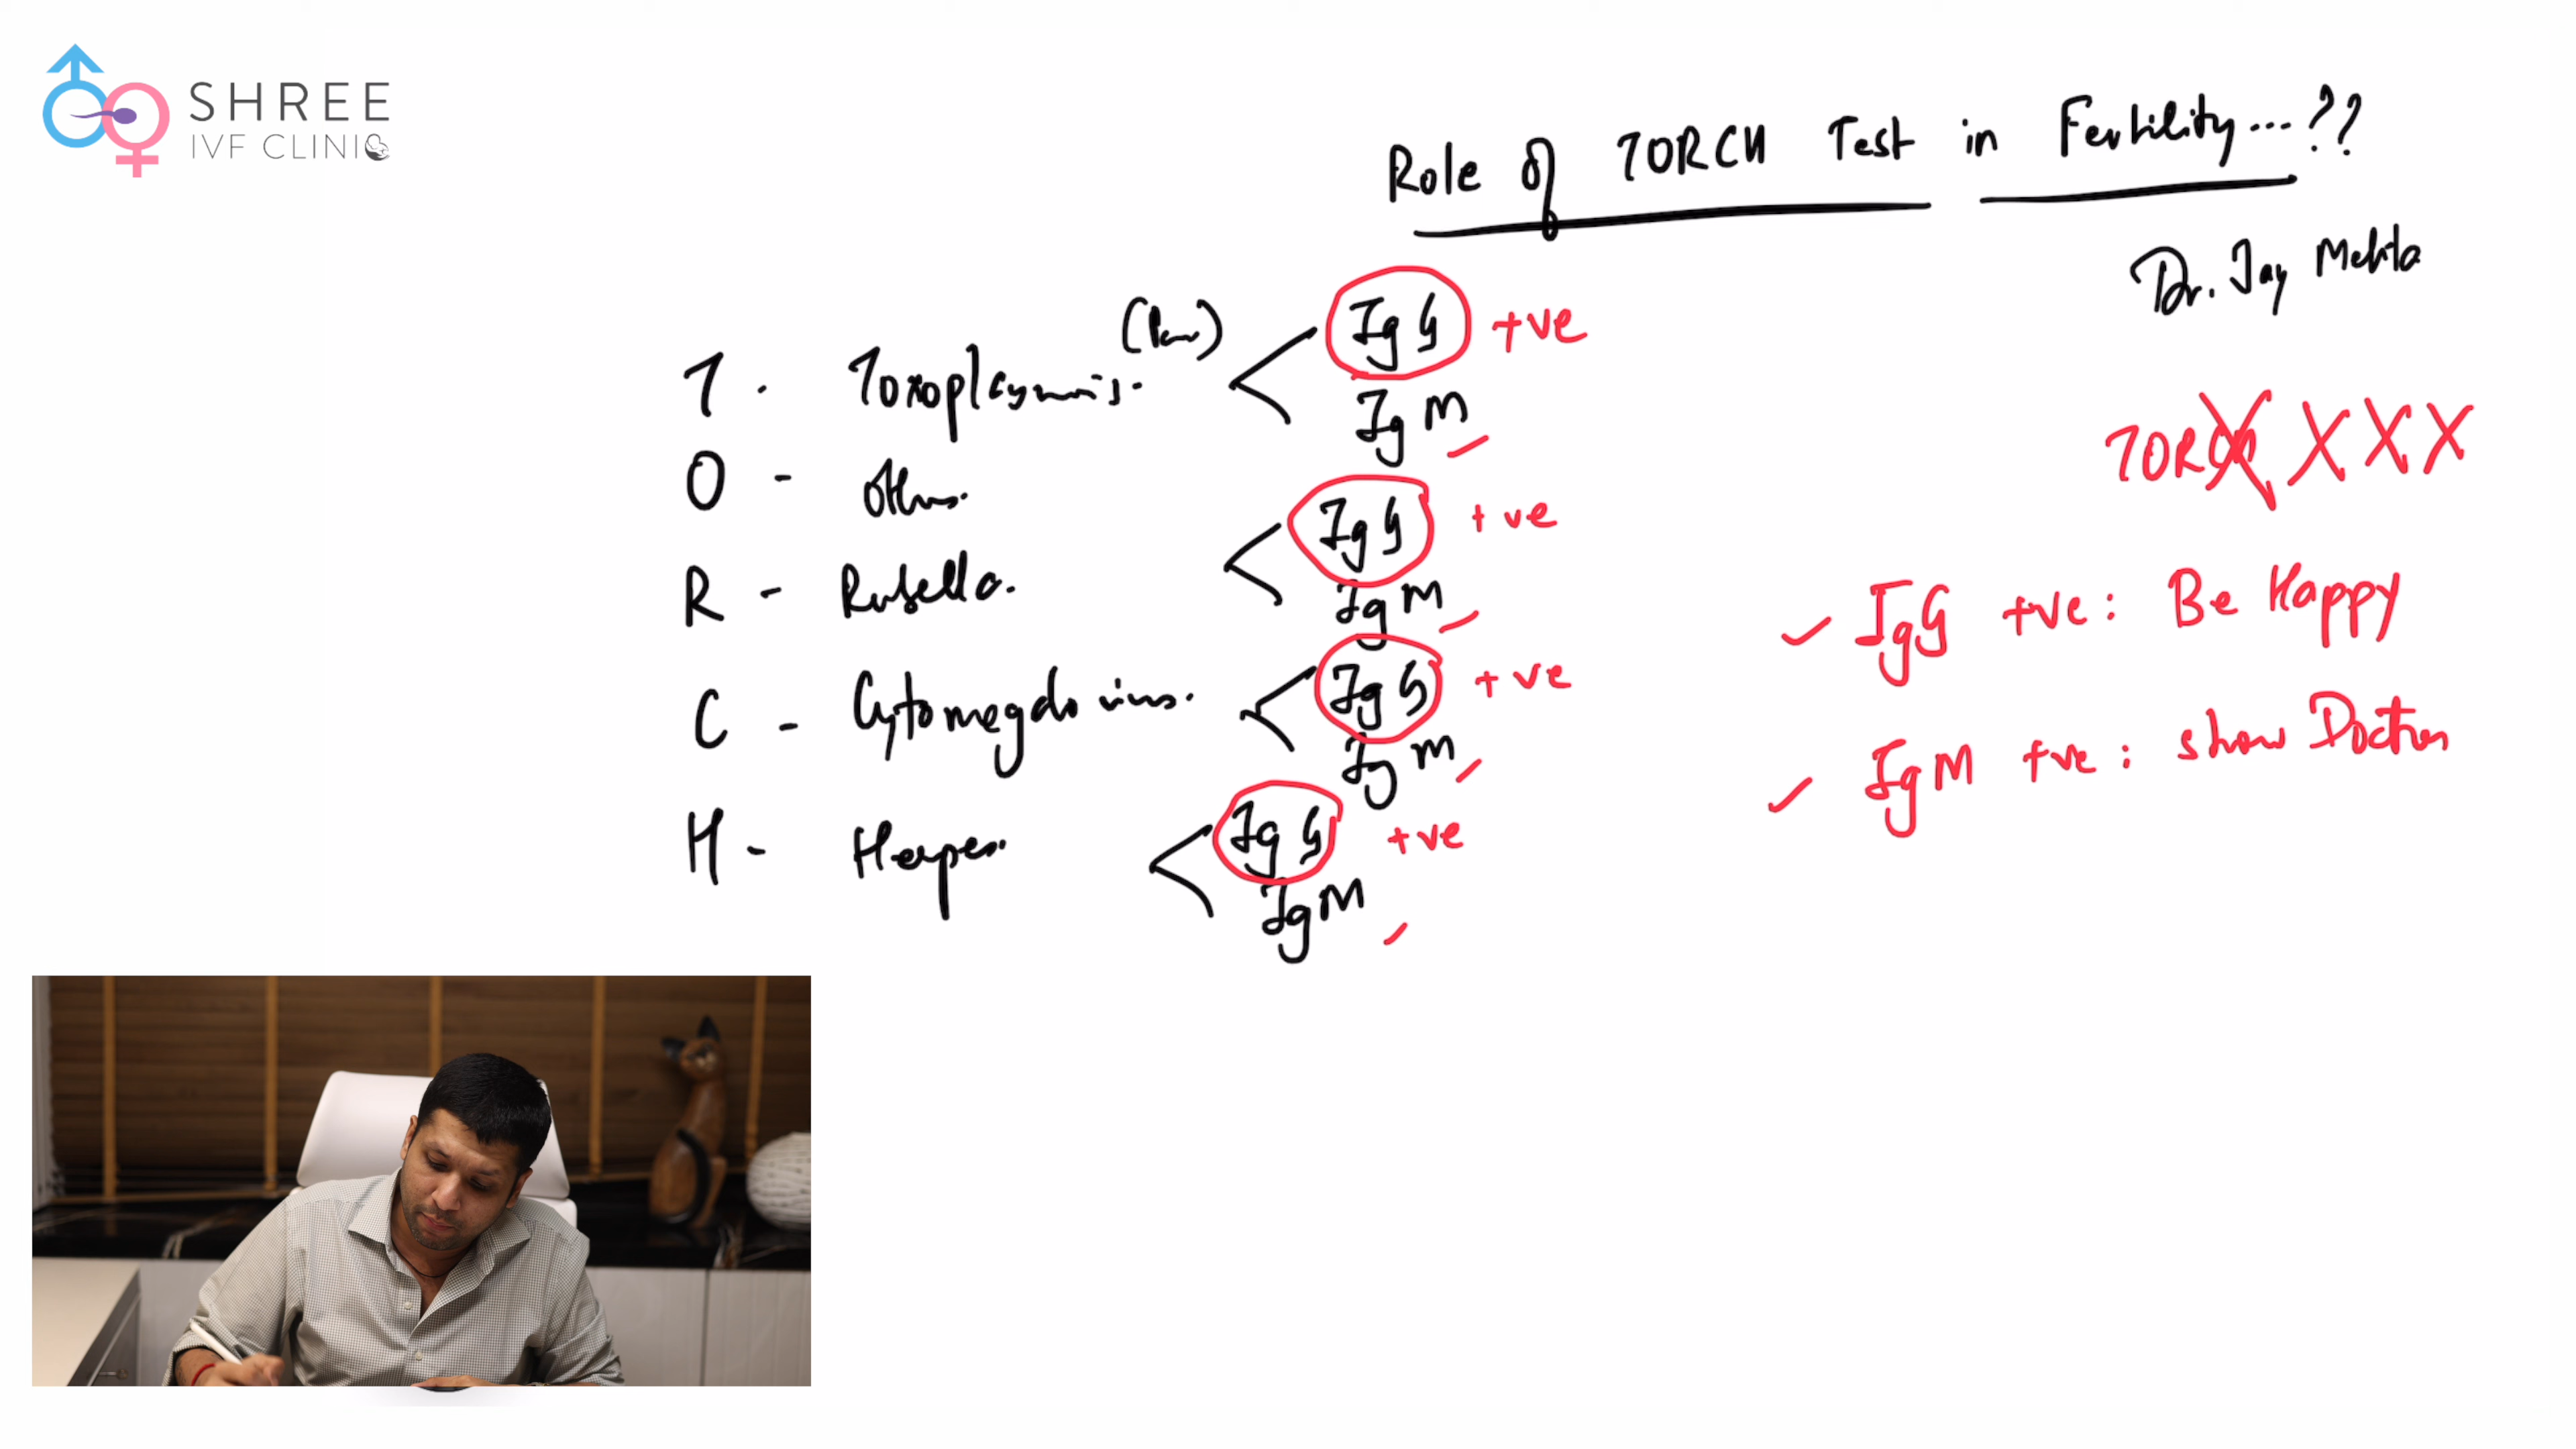 SHREE
IVF CLINIC
Role of TORCH Test in Fertility...??
Dr. Jay Mehta
T. Toxoplasmosis. IgG +ve
IgM
O - Others.
R - Rubella. IgG +ve
IgM
C - Cytomegalovirus. IgG +ve
IgM
H - Herpes. IgG +ve
IgM
TORCH X X X
IgG +ve: Be Happy
IgM +ve: Show Doctor